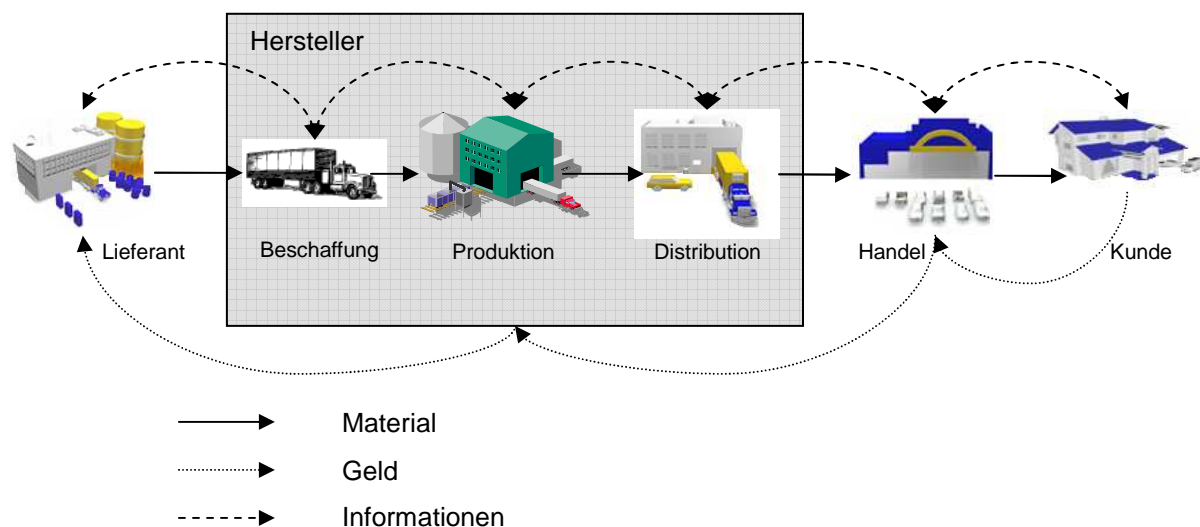 Hersteller
Lieferant
Beschaffung
Produktion
Distribution
Handel
Kunde
Material
Geld
Informationen